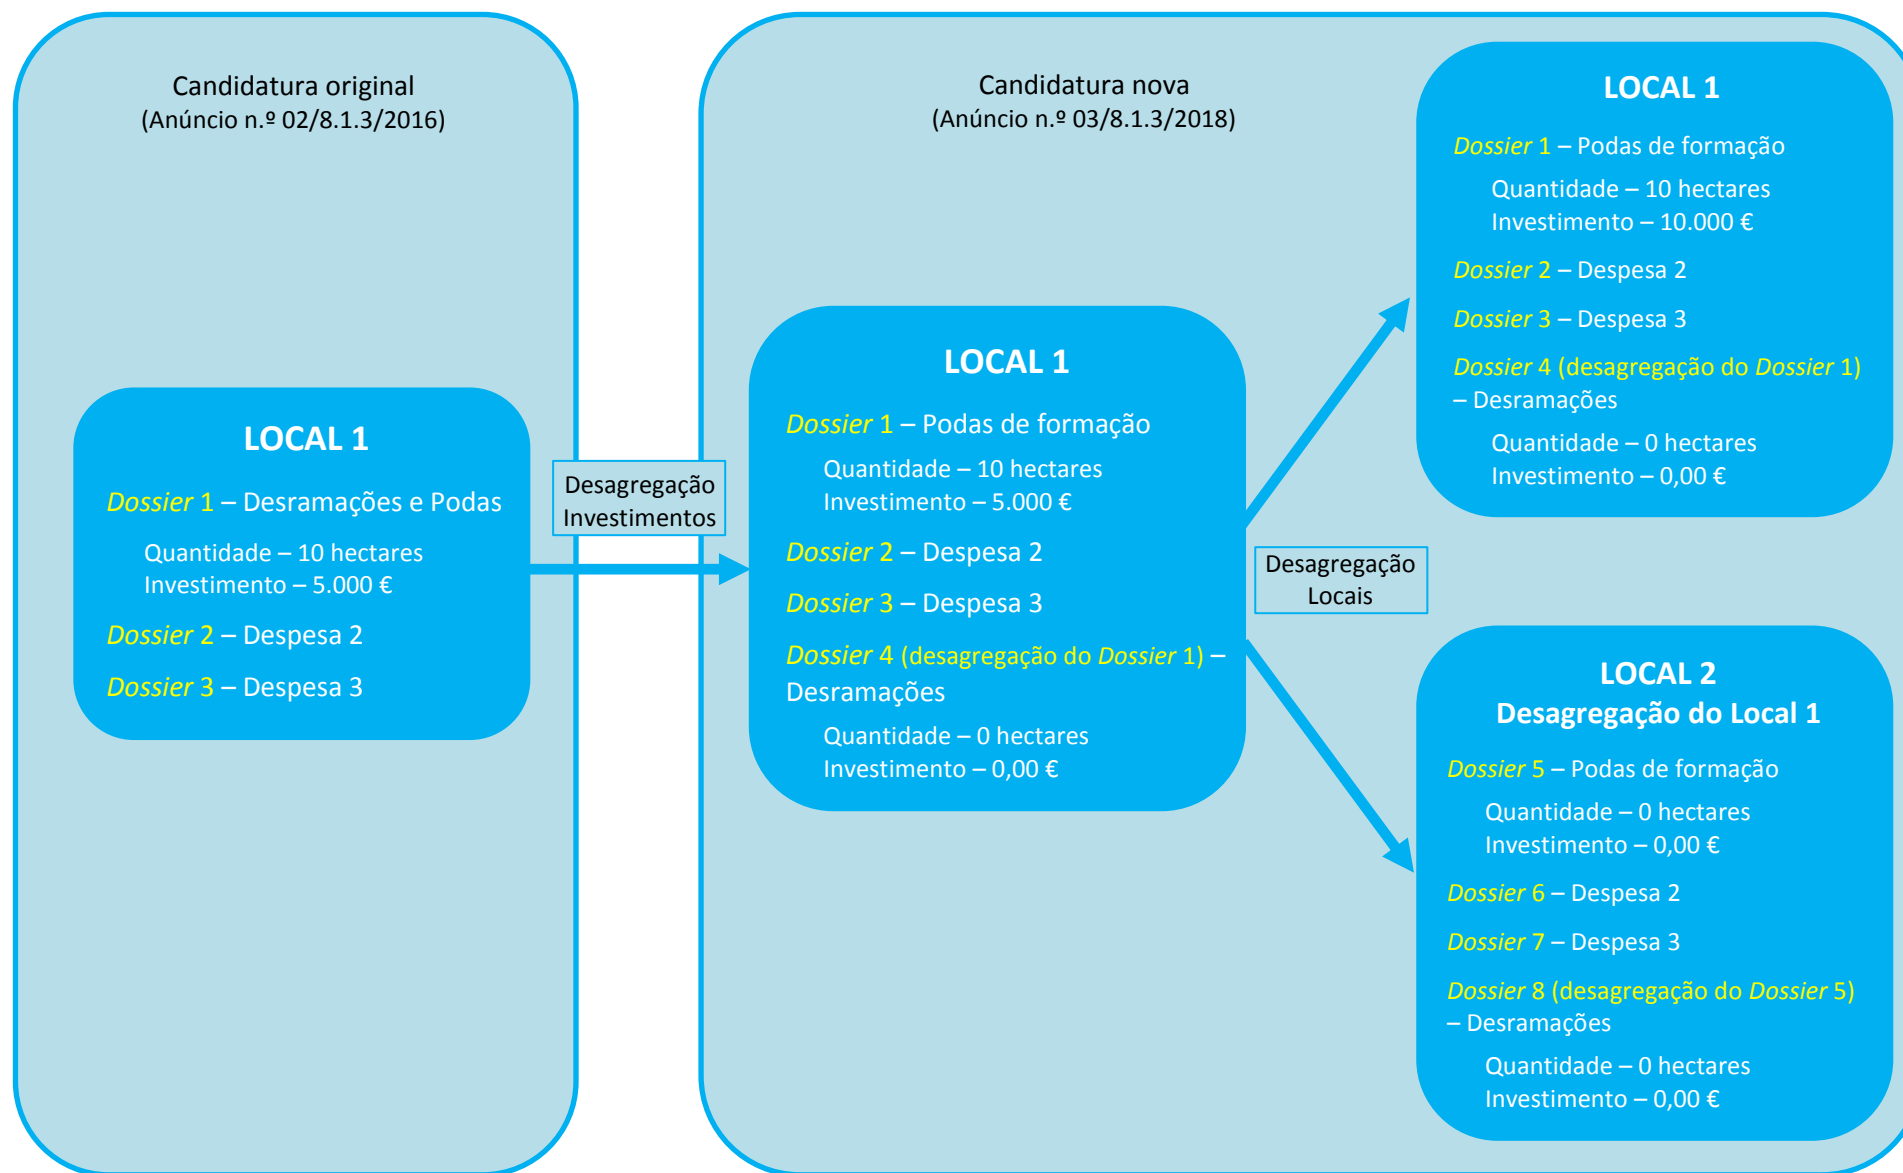 Candidatura original
(Anúncio n.º 02/8.1.3/2016)
LOCAL 1
Dossier 1 – Desramações e Podas
Quantidade – 10 hectares
Investimento – 5.000 €
Dossier 2 – Despesa 2
Dossier 3 – Despesa 3
Desagregação
Investimentos
Candidatura nova
(Anúncio n.º 03/8.1.3/2018)
LOCAL 1
Dossier 1 – Podas de formação
Quantidade – 10 hectares
Investimento – 5.000 €
Dossier 2 – Despesa 2
Dossier 3 – Despesa 3
Dossier 4 (desagregação do Dossier 1) –
Desramações
Quantidade – 0 hectares
Investimento – 0,00 €
Desagregação
Locais
LOCAL 1
Dossier 1 – Podas de formação
Quantidade – 10 hectares
Investimento – 10.000 €
Dossier 2 – Despesa 2
Dossier 3 – Despesa 3
Dossier 4 (desagregação do Dossier 1)
– Desramações
Quantidade – 0 hectares
Investimento – 0,00 €
LOCAL 2
Desagregação do Local 1
Dossier 5 – Podas de formação
Quantidade – 0 hectares
Investimento – 0,00 €
Dossier 6 – Despesa 2
Dossier 7 – Despesa 3
Dossier 8 (desagregação do Dossier 5)
– Desramações
Quantidade – 0 hectares
Investimento – 0,00 €